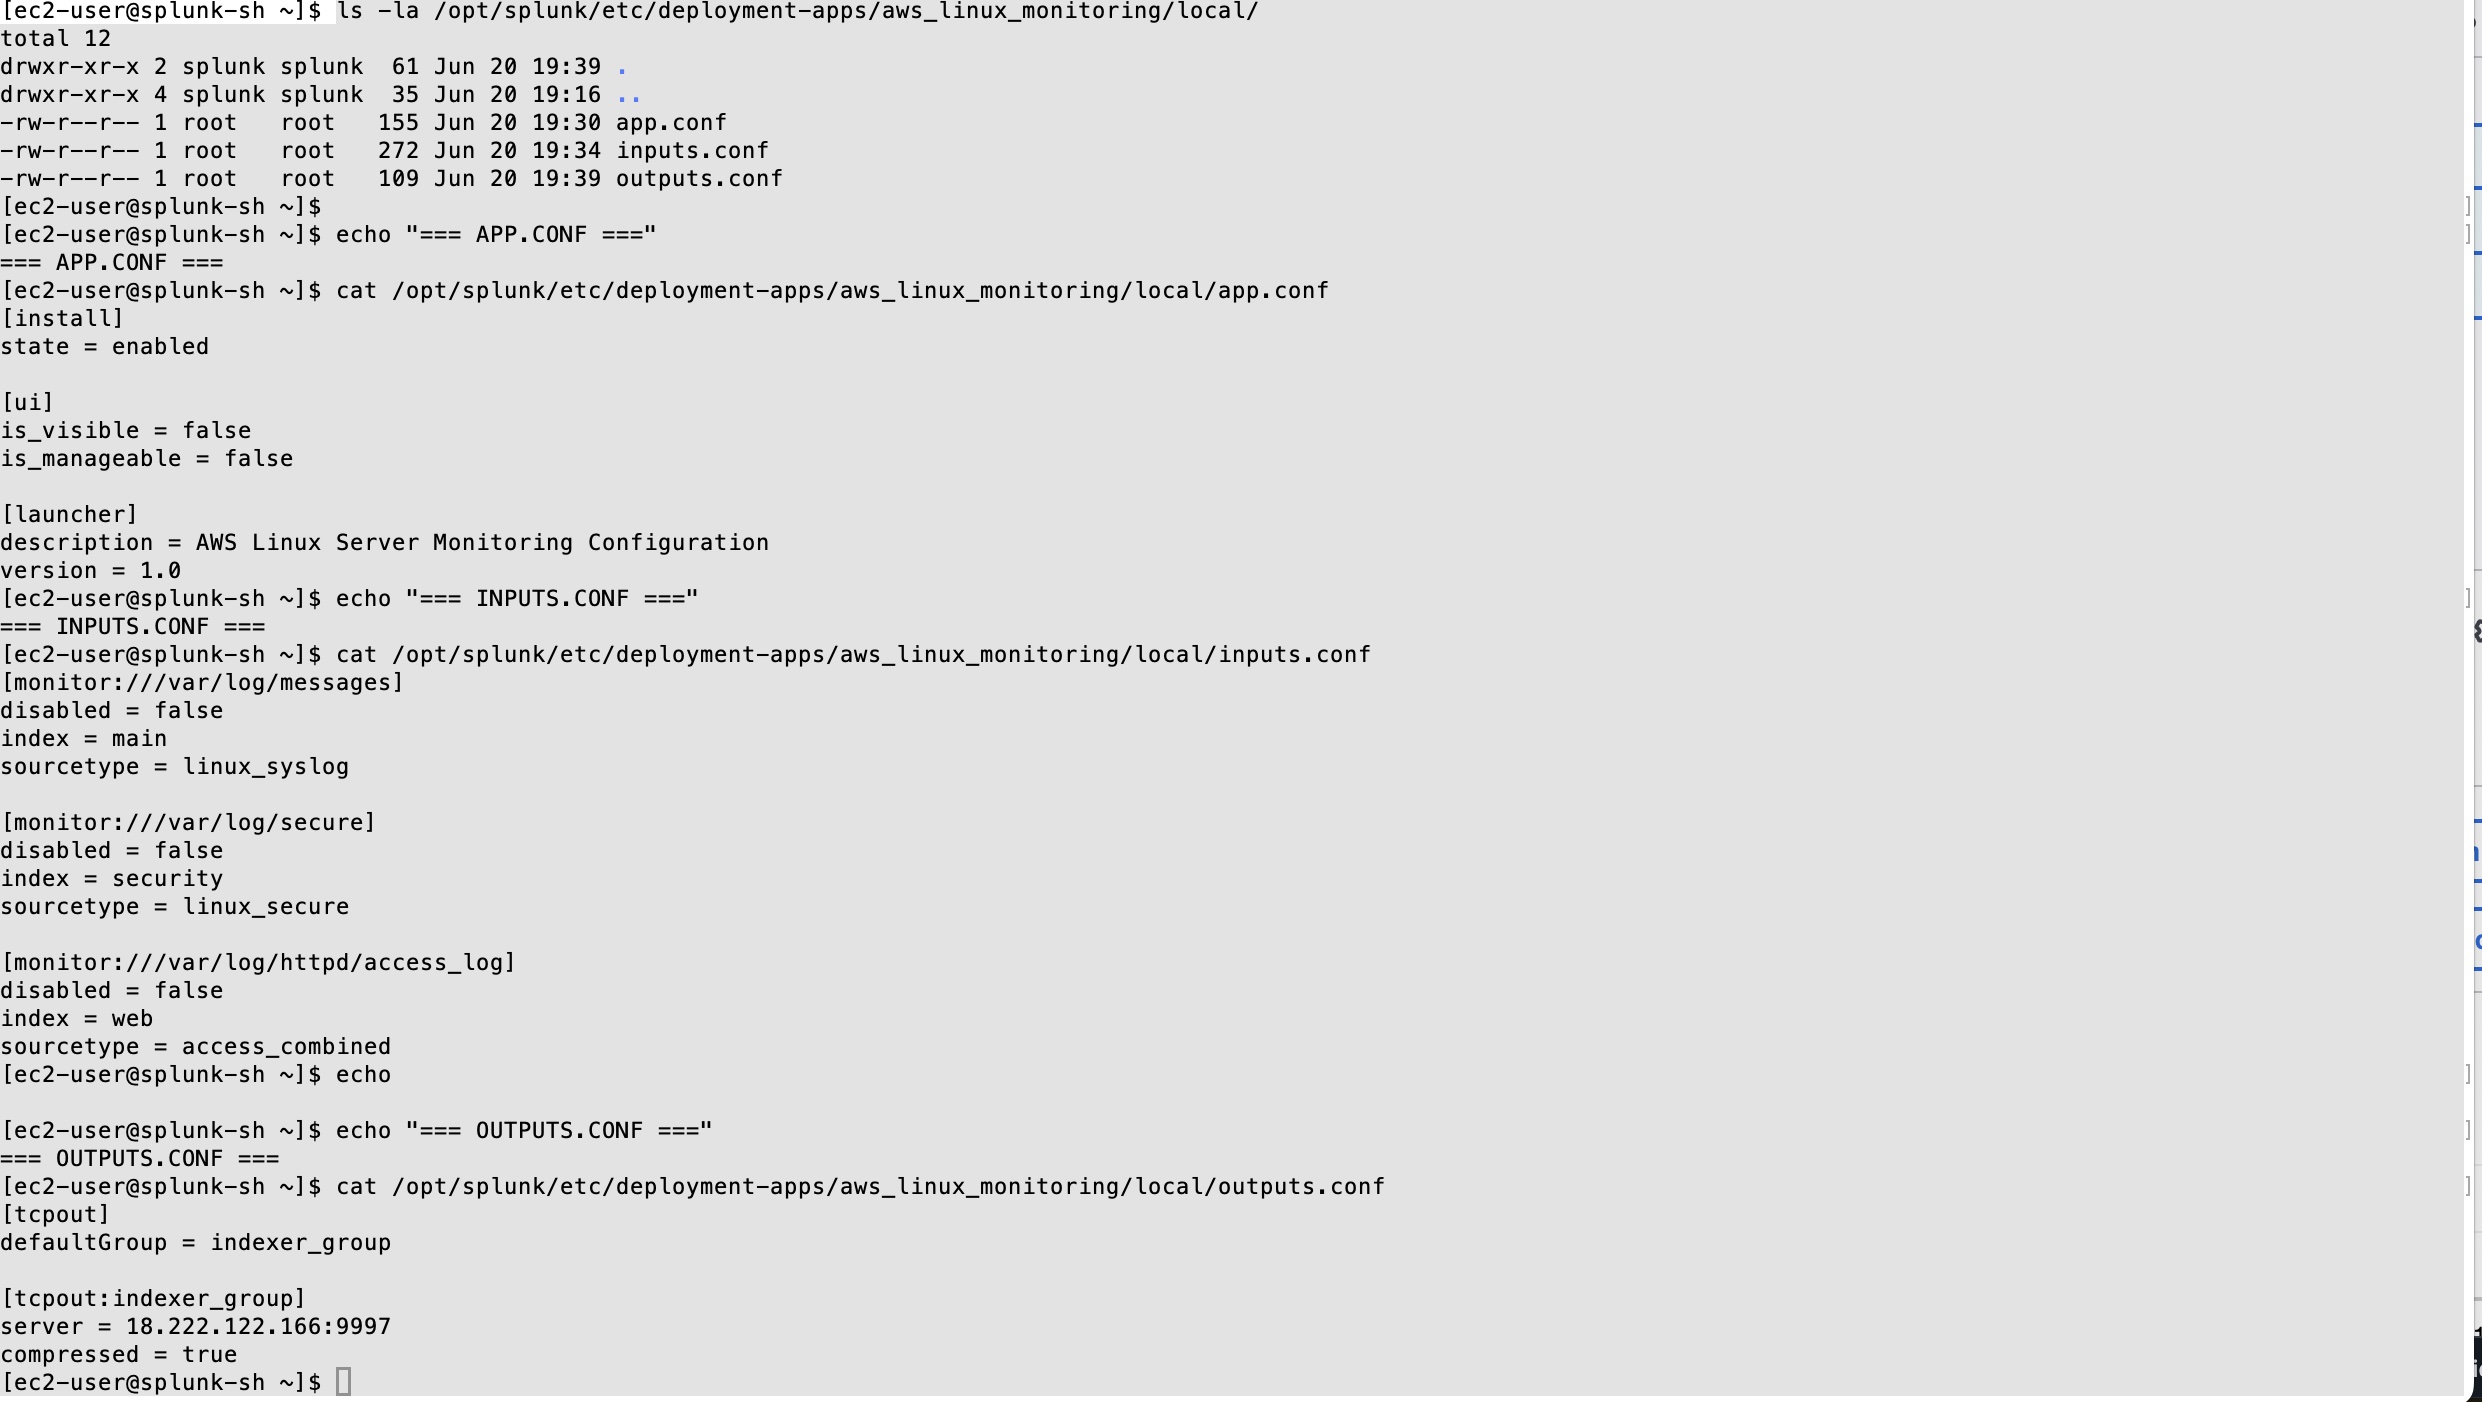 [ec2-user@splunk-sh ~]$ ls -la /opt/splunk/etc/deployment-apps/aws_linux_monitoring/local/
total 12
drwxr-xr-x 2 splunk splunk  61 Jun 20 19:39 .
drwxr-xr-x 4 splunk splunk  35 Jun 20 19:16 ..
-rw-r--r-- 1 root   root   155 Jun 20 19:30 app.conf
-rw-r--r-- 1 root   root   272 Jun 20 19:34 inputs.conf
-rw-r--r-- 1 root   root   109 Jun 20 19:39 outputs.conf
[ec2-user@splunk-sh ~]$
[ec2-user@splunk-sh ~]$ echo "=== APP.CONF ==="
=== APP.CONF ===
[ec2-user@splunk-sh ~]$ cat /opt/splunk/etc/deployment-apps/aws_linux_monitoring/local/app.conf
[install]
state = enabled
[ui]
is_visible = false
is_manageable = false
[launcher]
description = AWS Linux Server Monitoring Configuration
version = 1.0
[ec2-user@splunk-sh ~]$ echo "=== INPUTS.CONF ==="
=== INPUTS.CONF ===
[ec2-user@splunk-sh ~]$ cat /opt/splunk/etc/deployment-apps/aws_linux_monitoring/local/inputs.conf
[monitor:///var/log/messages]
disabled = false
index = main
sourcetype = linux_syslog
[monitor:///var/log/secure]
disabled = false
index = security
sourcetype = linux_secure
[monitor:///var/log/httpd/access_log]
disabled = false
index = web
sourcetype = access_combined
[ec2-user@splunk-sh ~]$ echo
[ec2-user@splunk-sh ~]$ echo "=== OUTPUTS.CONF ==="
=== OUTPUTS.CONF ===
[ec2-user@splunk-sh ~]$ cat /opt/splunk/etc/deployment-apps/aws_linux_monitoring/local/outputs.conf
[tcpout]
defaultGroup = indexer_group
[tcpout:indexer_group]
server = 18.222.122.166:9997
compressed = true
[ec2-user@splunk-sh ~]$